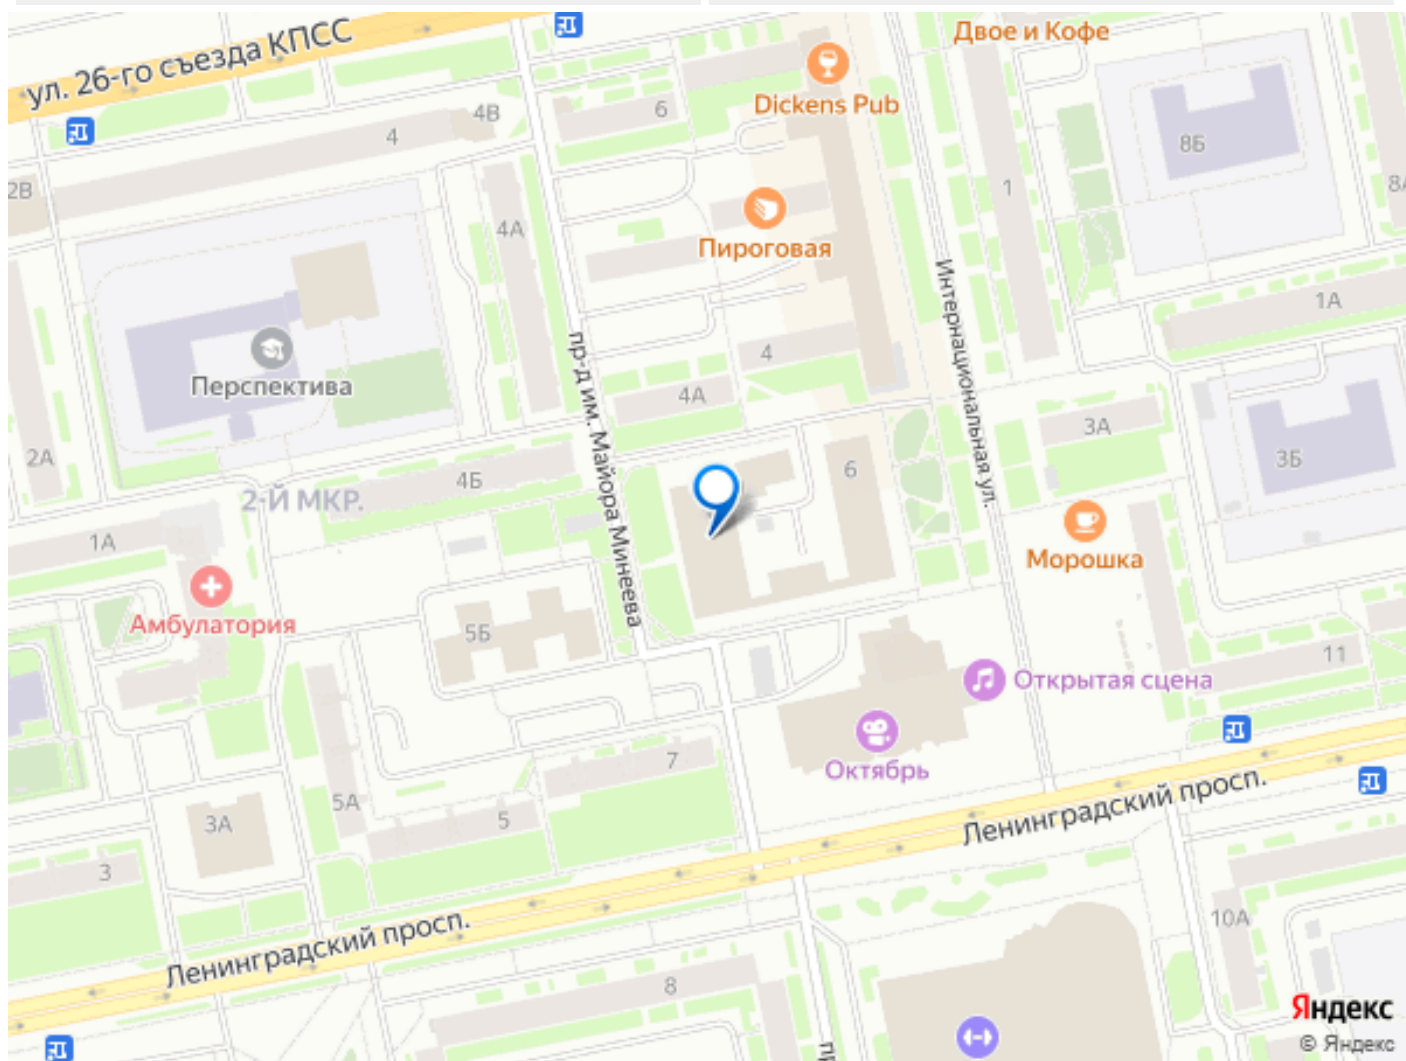 ул. 26-го съезда КПСС
Двое и Кофе
Dickens Pub
4В
6
4
8Б
2В
1
8А
4А
Пироговая
Интернациональная ул.
1А
Перспектива
пр-д им. Майора Минеева
4
4А
3А
2А
4Б
6
3Б
2-Й МКР.
1А
Морошка
Амбулатория
5Б
11
Открытая сцена
7
Октябрь
5А
5
3А
Ленинградский просп.
3
10А
Ленинградский просп.
8
Яндекс
© Яндекс